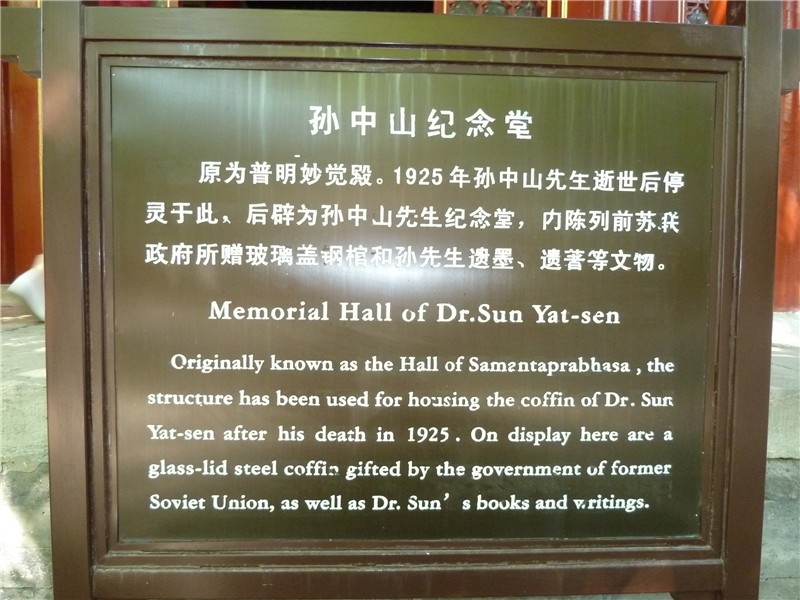 孙中山纪念堂
原为普明妙觉殿。1925年孙中山先生逝世后停
灵于此、后辟为孙中山先生纪念堂，内陈列前苏联
政府所赠玻璃盖钢棺和孙先生遗墨、遗著等文物。
Memorial Hall of Dr.Sun Yat-sen
Originally known as the Hall of Samantaprabhasa , the
structure has been used for housing the coffin of Dr. Sun
Yat-sen after his death in 1925. On display here are a
glass-lid steel coffin gifted by the government of former
Soviet Union, as well as Dr. Sun's books and writings.